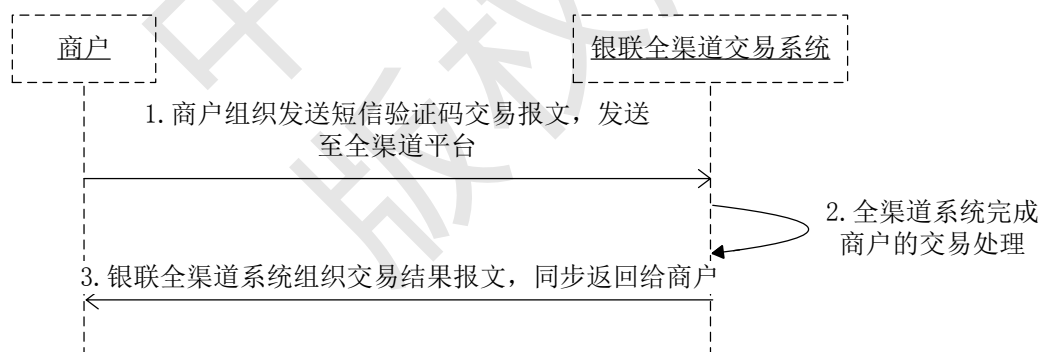 商户
银联全渠道交易系统
1.商户组织发送短信验证码交易报文，发送
至全渠道平台
2.全渠道系统完成
商户的交易处理
3.银联全渠道系统组织交易结果报文，同步返回给商户
版权